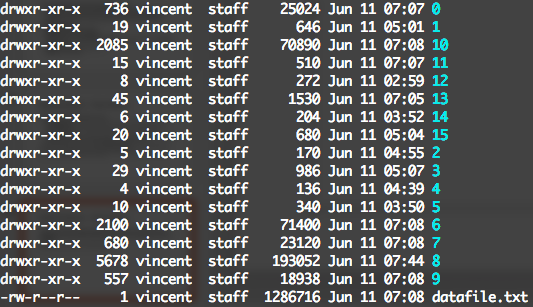 drwxr-xr-x 736 vincent staff 25024 Jun 11 07:07 0
drwxr-xr-x 19 vincent staff 646 Jun 11 05:01 1
drwxr-xr-x 2085 vincent staff 70890 Jun 11 07:08 10
drwxr-xr-x 15 vincent staff 510 Jun 11 07:07 11
drwxr-xr-x 8 vincent staff 272 Jun 11 02:59 12
drwxr-xr-x 45 vincent staff 1530 Jun 11 07:05 13
drwxr-xr-x 6 vincent staff 204 Jun 11 03:52 14
drwxr-xr-x 20 vincent staff 680 Jun 11 05:04 15
drwxr-xr-x 5 vincent staff 170 Jun 11 04:55 2
drwxr-xr-x 29 vincent staff 986 Jun 11 05:07 3
drwxr-xr-x 4 vincent staff 136 Jun 11 04:39 4
drwxr-xr-x 10 vincent staff 340 Jun 11 03:50 5
drwxr-xr-x 2100 vincent staff 71400 Jun 11 07:08 6
drwxr-xr-x 680 vincent staff 23120 Jun 11 07:08 7
drwxr-xr-x 5678 vincent staff 193052 Jun 11 07:44 8
drwxr-xr-x 557 vincent staff 18938 Jun 11 07:08 9
-rw-r--r-- 1 vincent staff 1286716 Jun 11 07:08 datafile.txt